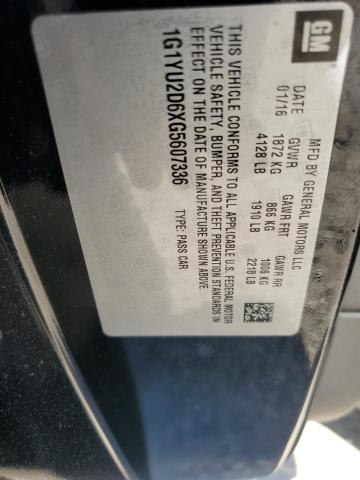 GM
MFD BY GENERAL MOTORS LLC
DATE GVWR GAWR FRT GAWR RR
01/16 1872 KG 866 KG 1006 KG
4128 LB 1910 LB 2218 LB
THIS VEHICLE CONFORMS TO ALL APPLICABLE U.S. FEDERAL MOTOR
VEHICLE SAFETY, BUMPER, AND THEFT PREVENTION STANDARDS IN
EFFECT ON THE DATE OF MANUFACTURE SHOWN ABOVE.
1G1YU2D6XG5607336 TYPE: PASS CAR